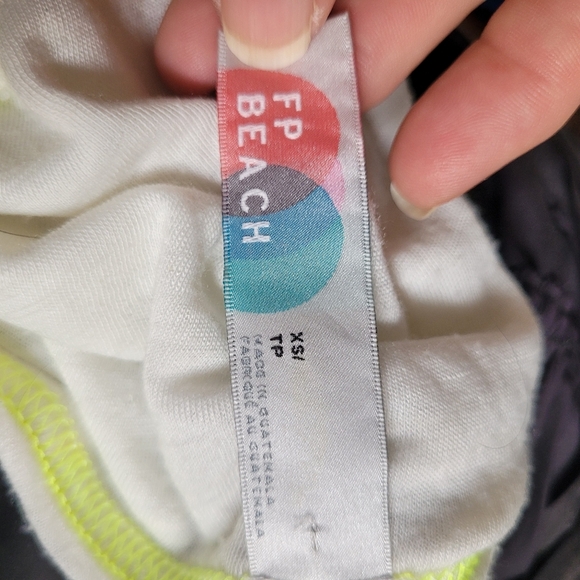 FP
BEACH
XS/
TP
MADE IN GUATEMALA
FABRIQUÉ AU GUATEMALA